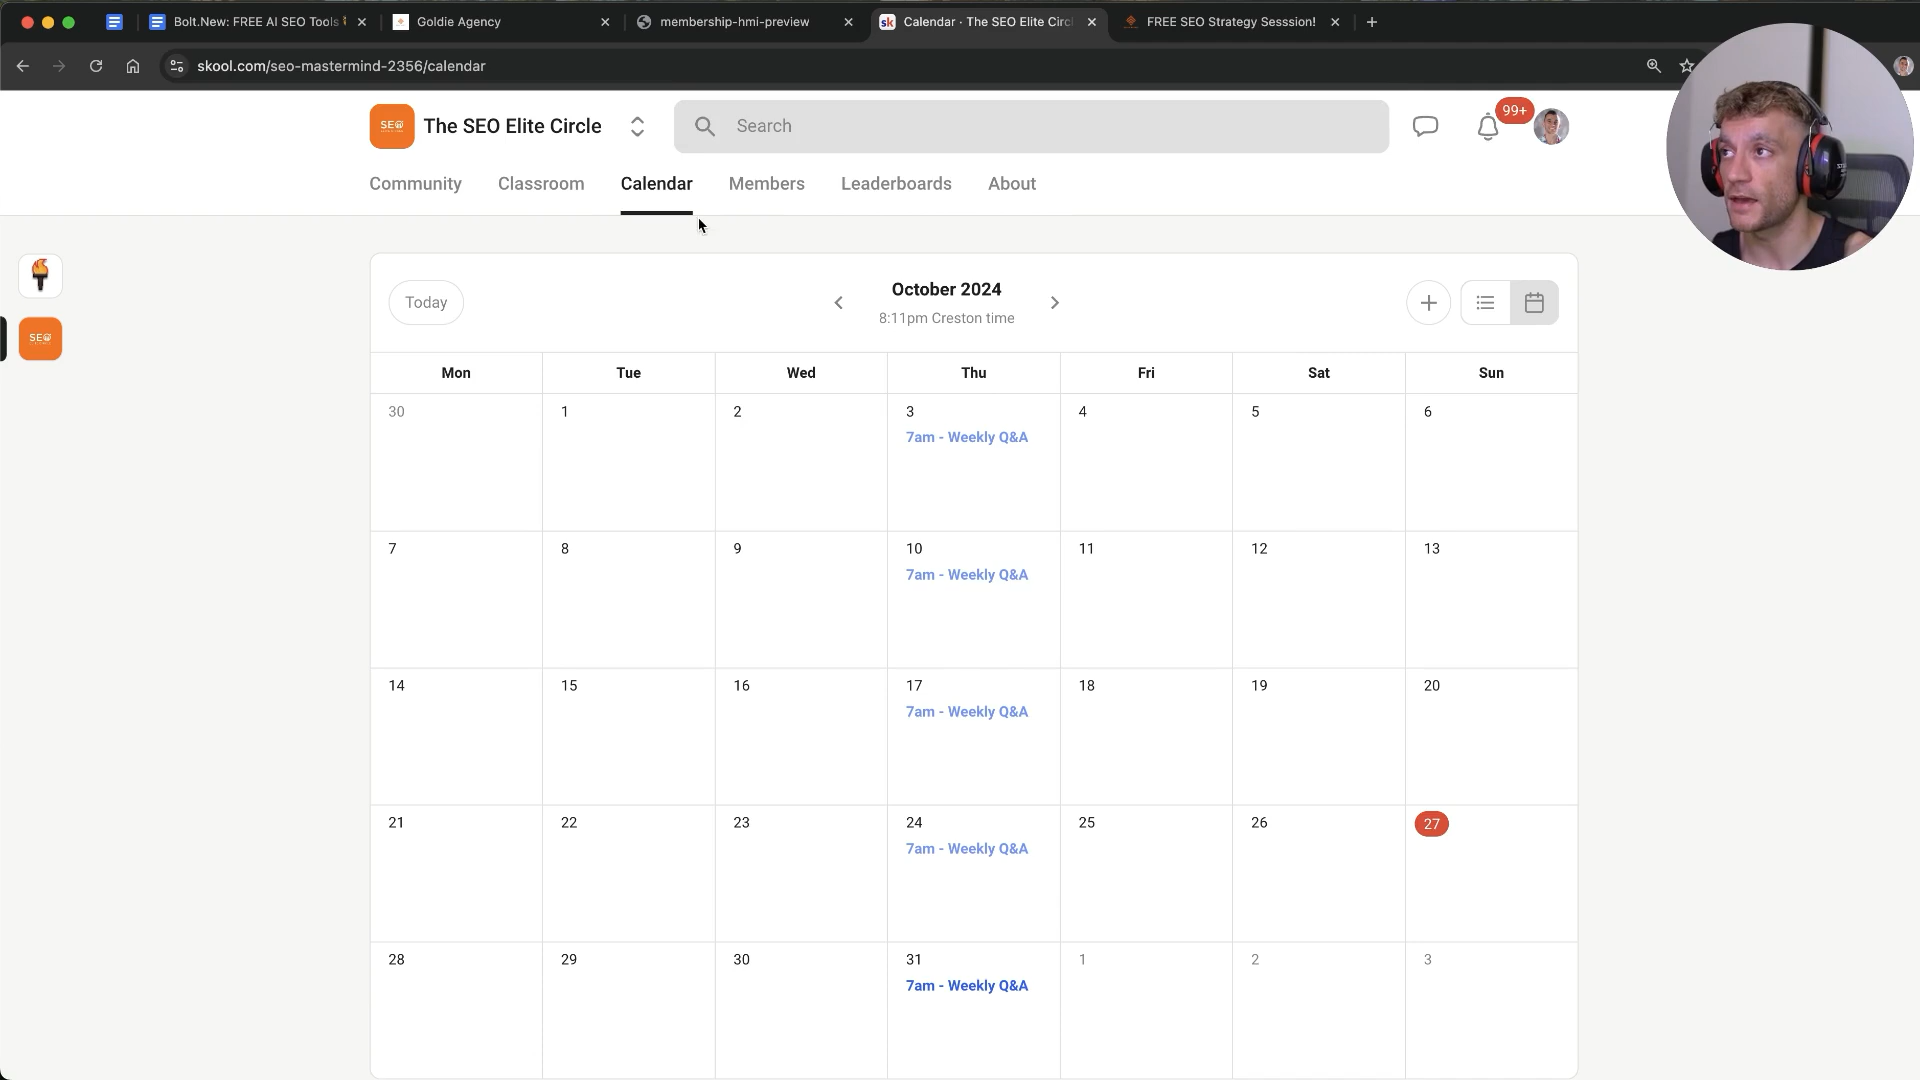 Bolt.New: FREE AI SEO Tools
Goldie Agency
membership-hmi-preview
sk
Calendar · The SEO Elite Circ
FREE SEO Strategy Sesssion!
skool.com/seo-mastermind-2356/calendar
SEO
The SEO Elite Circle
Search
99+
Community
Classroom
Calendar
Members
Leaderboards
About
SEO
Today
October 2024
8:11pm Creston time
Mon
Tue
Wed
Thu
Fri
Sat
Sun
30
1
2
3
7am - Weekly Q&A
4
5
6
7
8
9
10
7am - Weekly Q&A
11
12
13
14
15
16
17
7am - Weekly Q&A
18
19
20
21
22
23
24
7am - Weekly Q&A
25
26
27
28
29
30
31
7am - Weekly Q&A
1
2
3